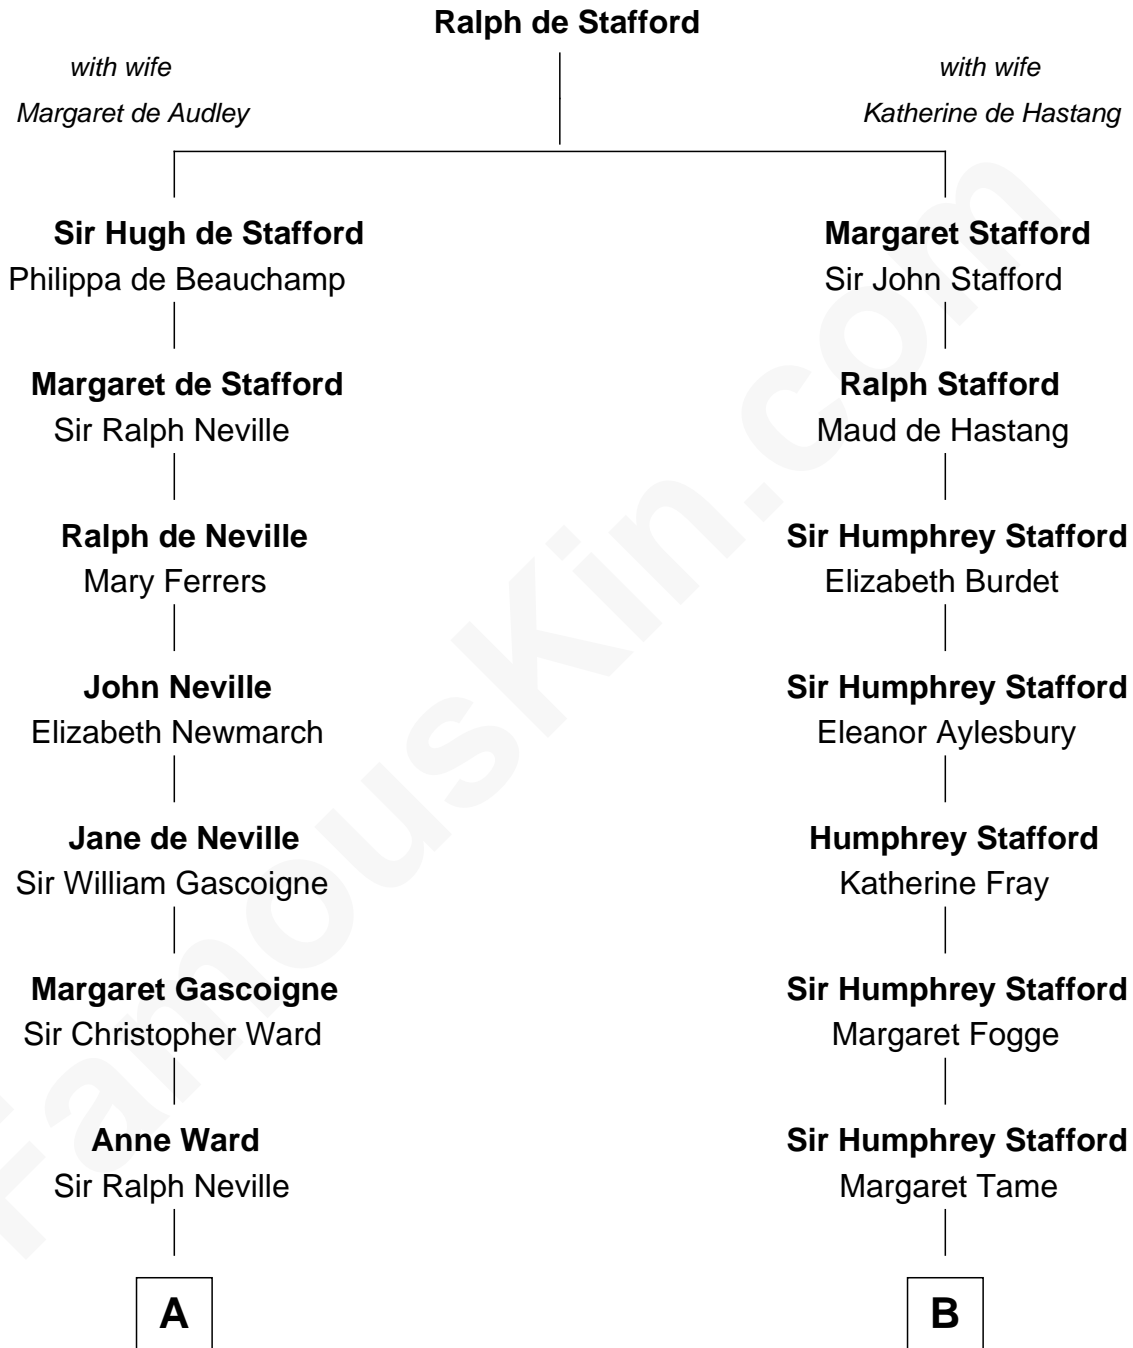 Ralph de Stafford
with wife
Margaret de Audley
with wife
Katherine de Hastang
Sir Hugh de Stafford
Philippa de Beauchamp
Margaret Stafford
Sir John Stafford
Margaret de Stafford
Sir Ralph Neville
Ralph Stafford
Maud de Hastang
Ralph de Neville
Mary Ferrers
Sir Humphrey Stafford
Elizabeth Burdet
John Neville
Elizabeth Newmarch
Sir Humphrey Stafford
Eleanor Aylesbury
Jane de Neville
Sir William Gascoigne
Humphrey Stafford
Katherine Fray
Margaret Gascoigne
Sir Christopher Ward
Sir Humphrey Stafford
Margaret Fogge
Anne Ward
Sir Ralph Neville
Sir Humphrey Stafford
Margaret Tame
A
B
FamousKin.com